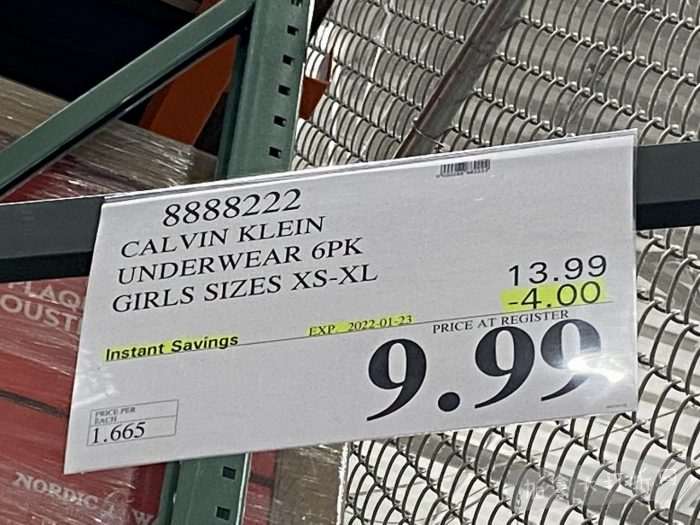 8888222
CALVIN KLEIN
UNDERWEAR 6PK
GIRLS SIZES XS-XL
13.99
-4.00
Instant Savings
EXP. 2022-01-23
PRICE AT REGISTER
9.99
PRICE PER
EACH
1.665
NORDIC